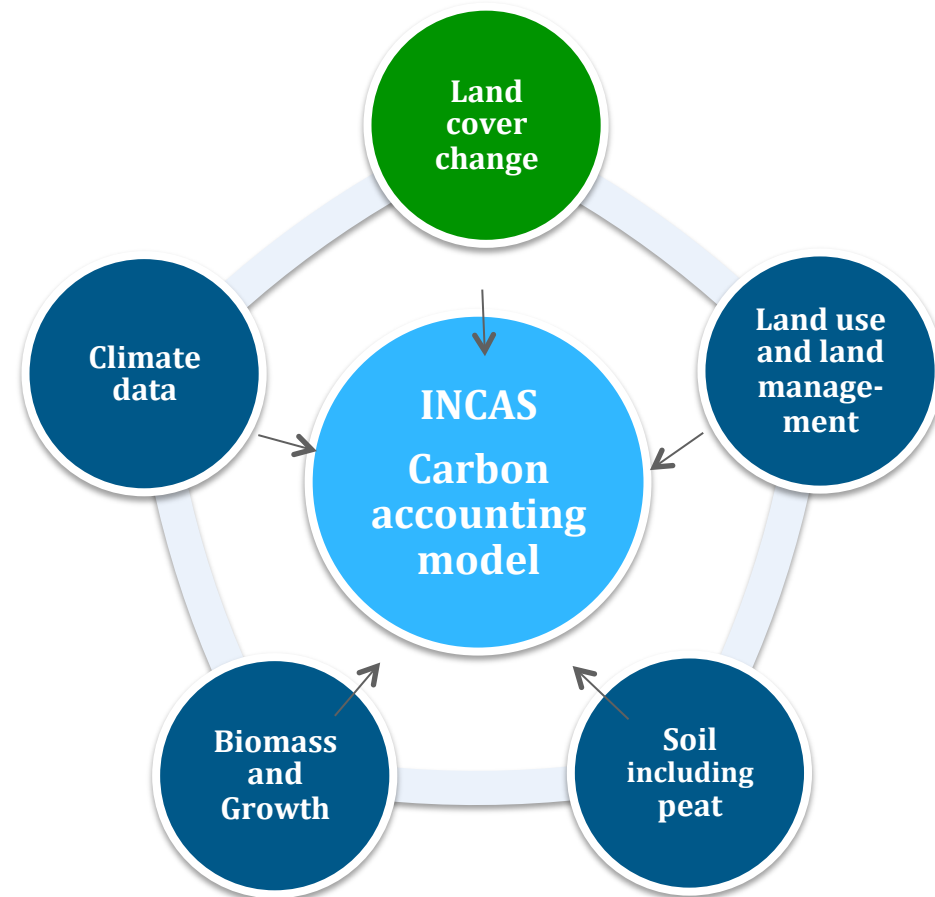 Land
cover
change
Climate
data
Land use
and land
manage-
ment
INCAS
Carbon
accounting
model
Biomass
and
Growth
Soil
including
peat